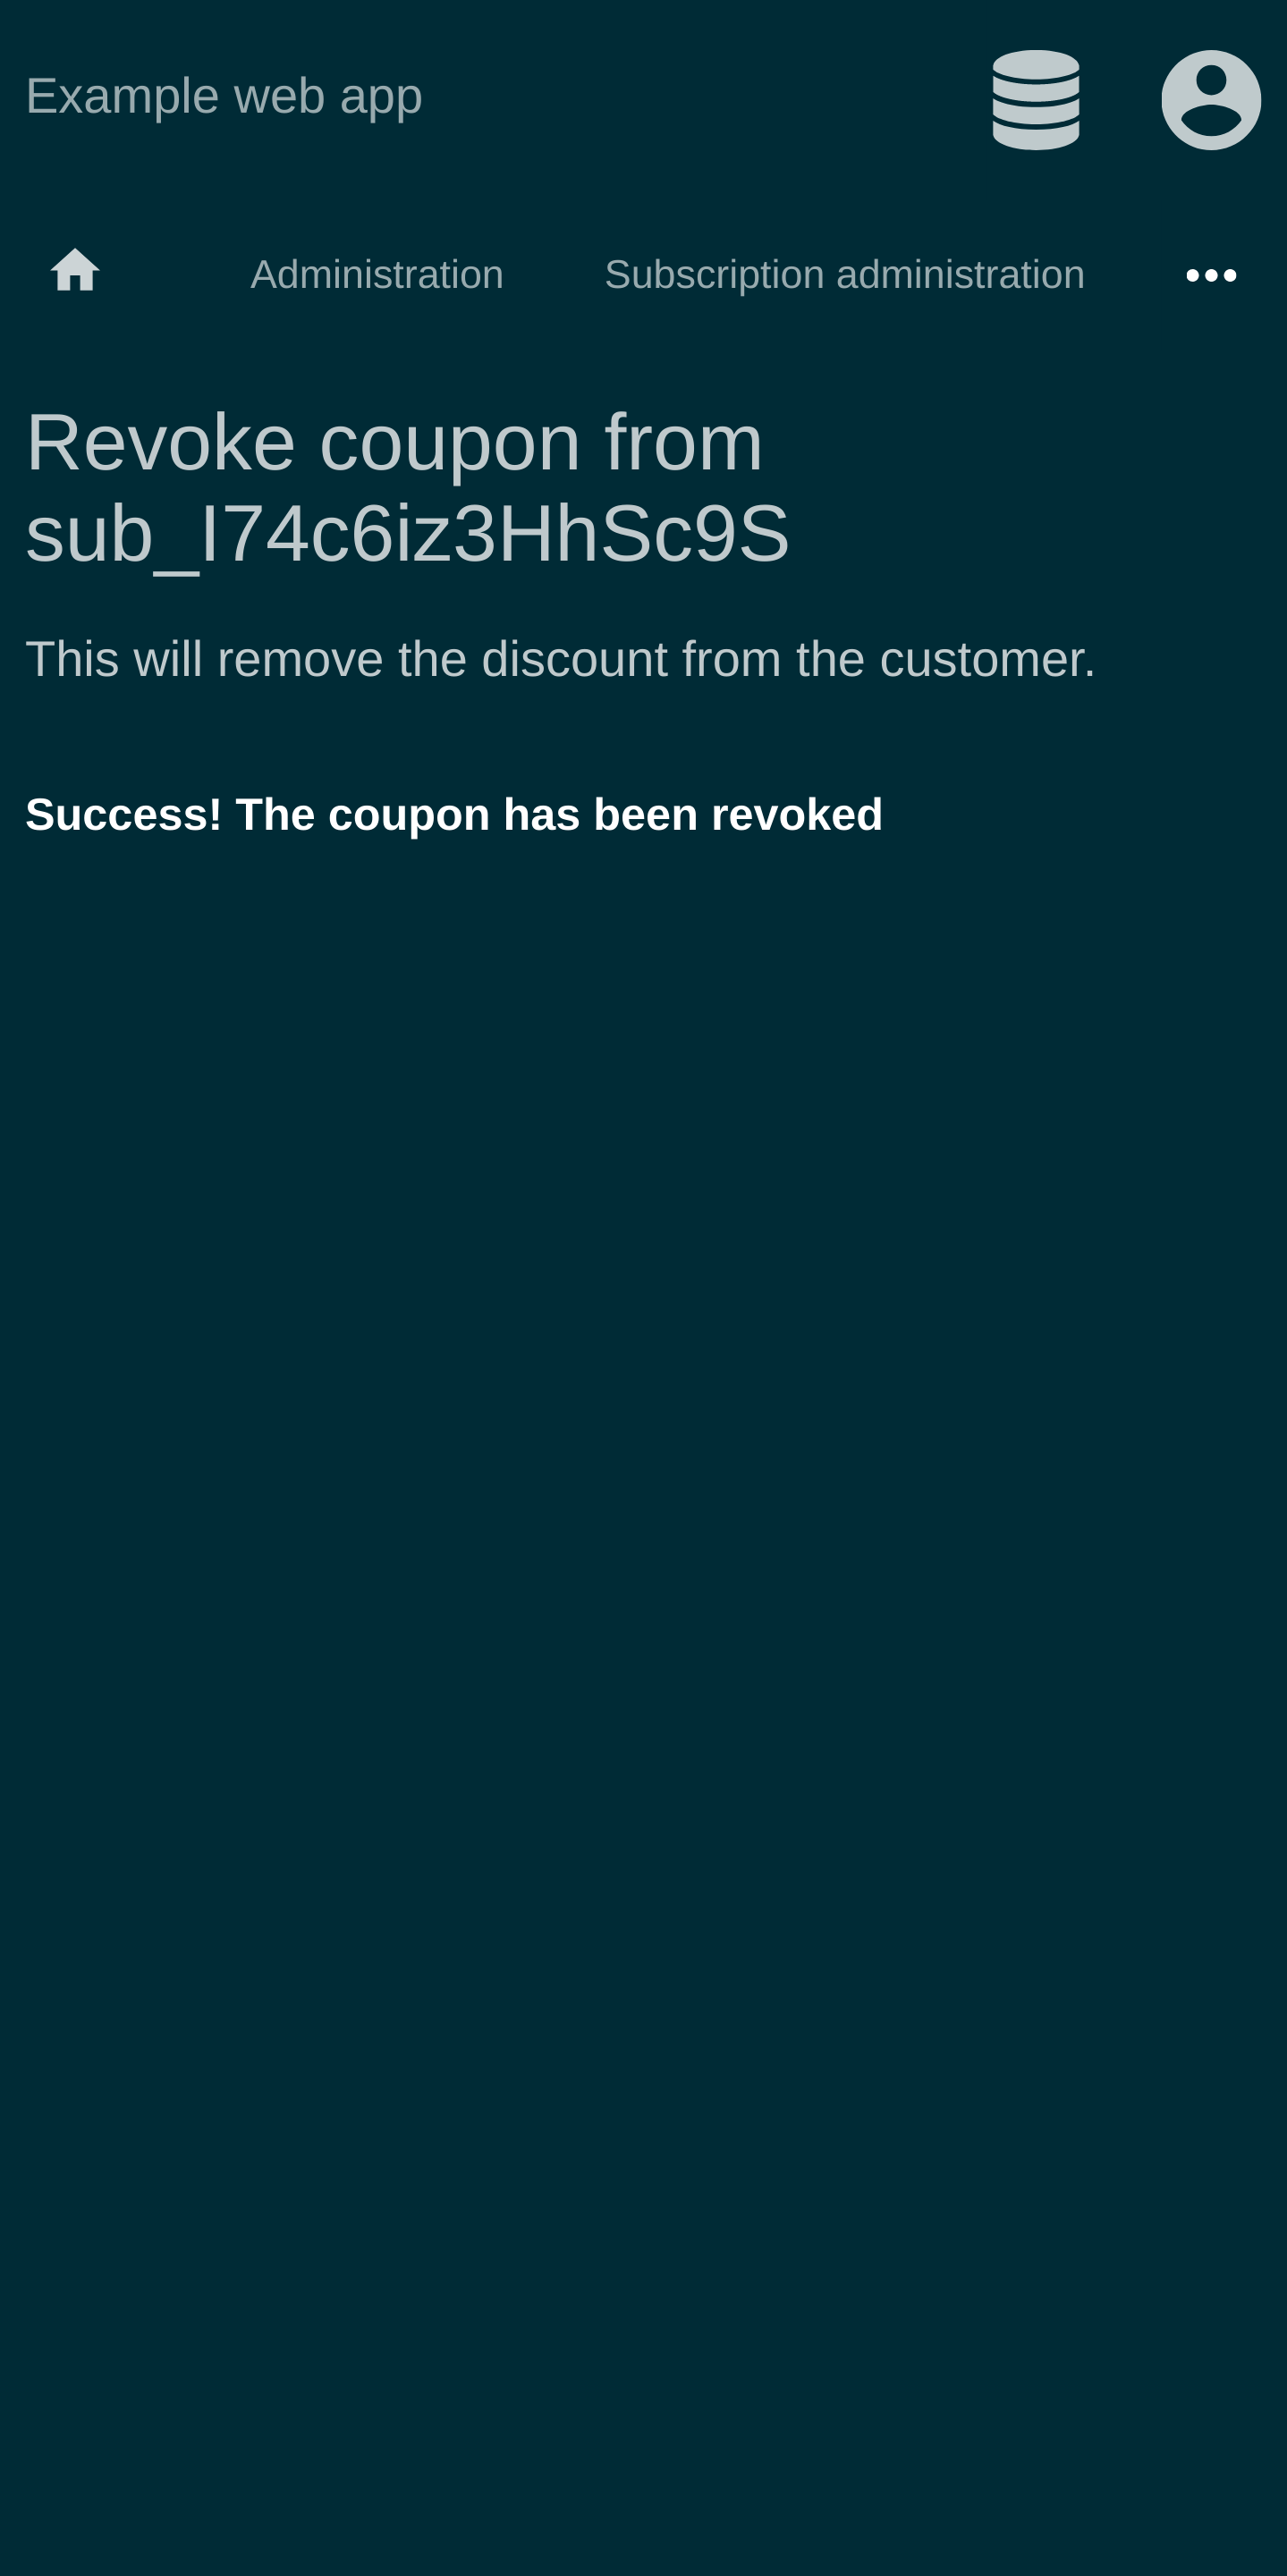 Example web app
Administration Subscription administration
Revoke coupon from
sub_I74c6iz3HhSc9S
This will remove the discount from the customer.
Success! The coupon has been revoked